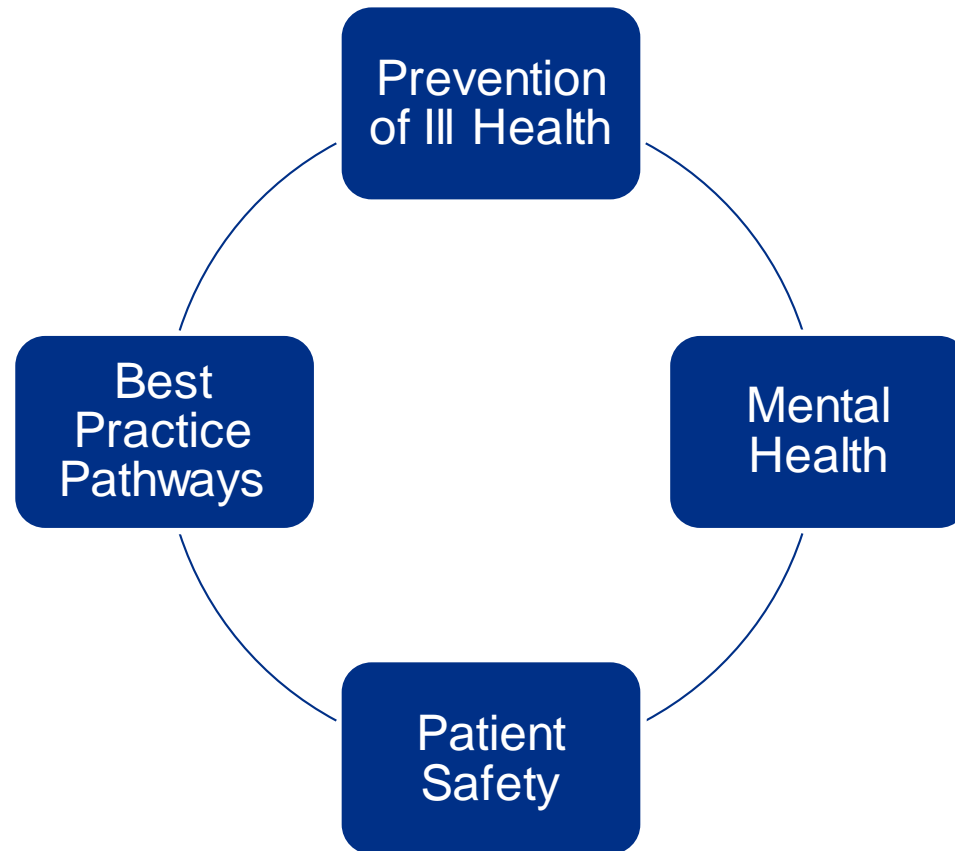 Prevention
of Ill Health
Mental
Health
Patient
Safety
Best
Practice
Pathways